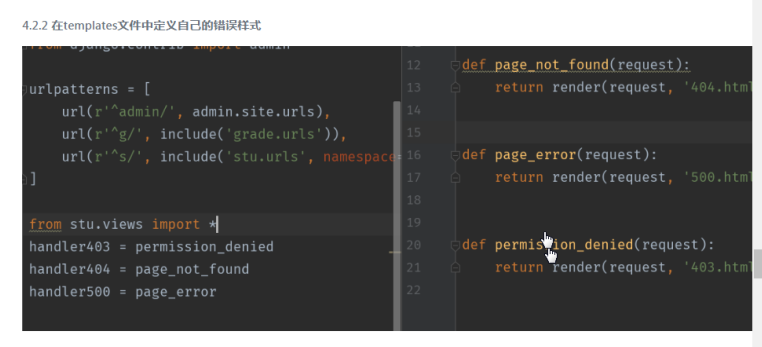 4.2.2 在templates文件中定义自己的错误样式
from django.contrib import admin
urlpatterns = [
url(r'^admin/', admin.site.urls),
url(r'^g/', include('grade.urls')),
url(r'^s/', include('stu.urls', namespace=
]
from stu.views import *
handler403 = permission_denied
handler404 = page_not_found
handler500 = page_error
12 def page_not_found(request):
13 return render(request, '404.html
14
15
16 def page_error(request):
17 return render(request, '500.html
18
19
20 def permission_denied(request):
21 return render(request, '403.html
22